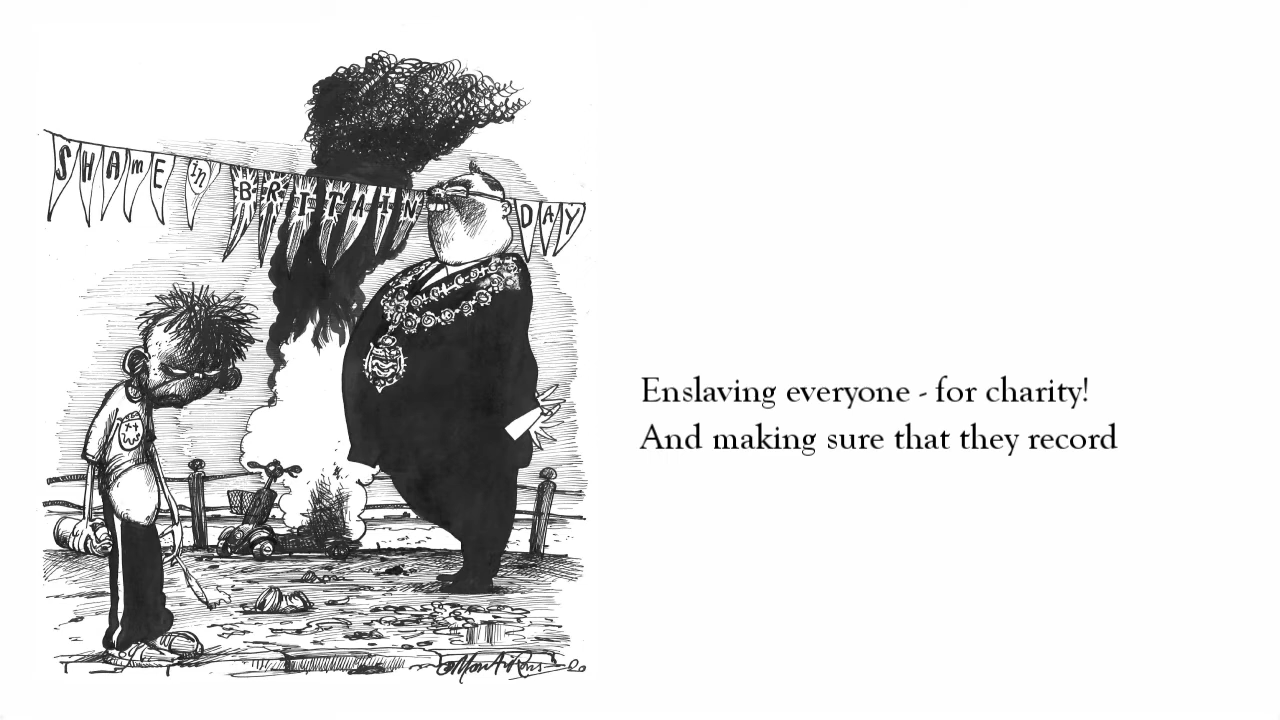 SHAmE in BRITAIN DAY
Enslaving everyone - for charity!
And making sure that they record